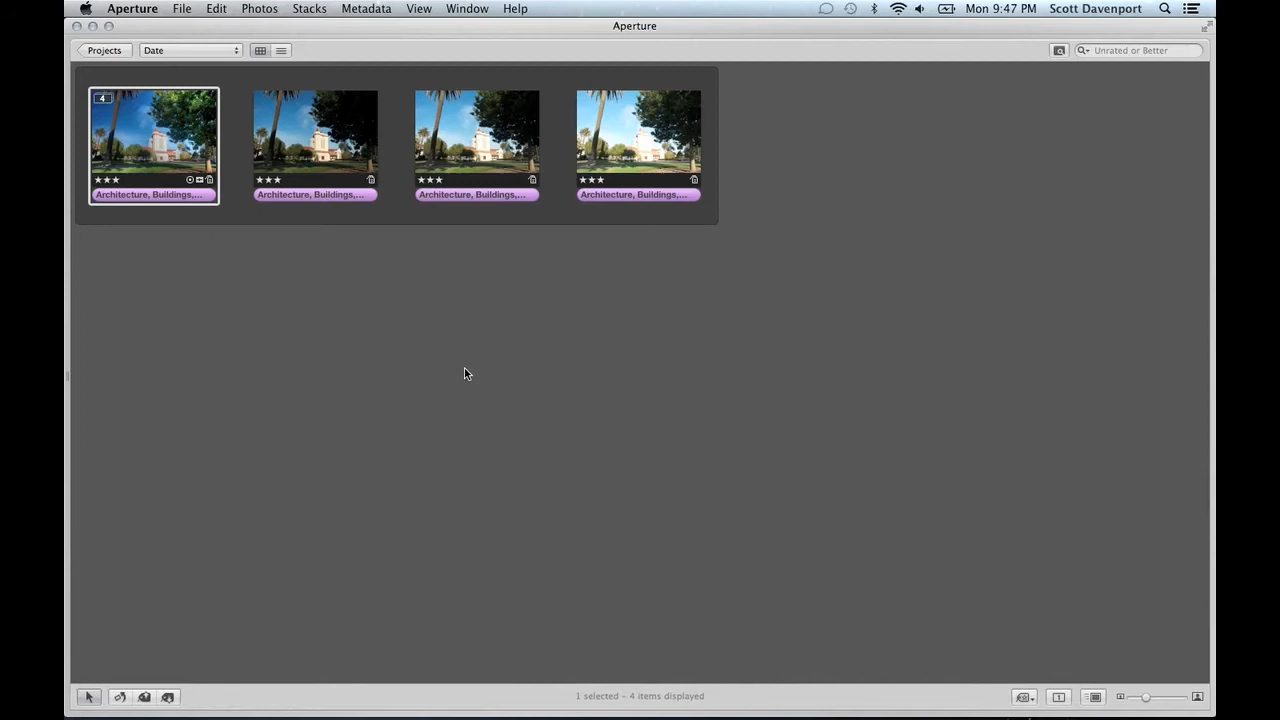 Aperture File Edit Photos Stacks Metadata View Window Help Mon 9:47 PM Scott Davenport
Aperture
Projects Date Unrated or Better
4
Architecture, Buildings,... Architecture, Buildings,... Architecture, Buildings,... Architecture, Buildings,...
1 selected - 4 items displayed
1